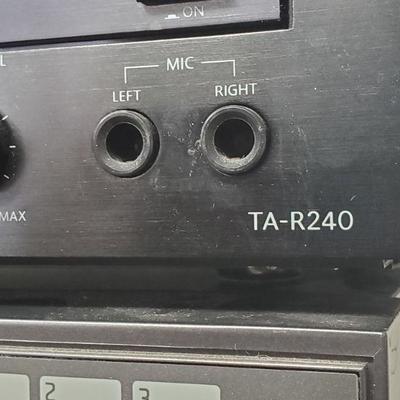 ON
L
MIC
LEFT RIGHT
MAX
TA-R240
2 3